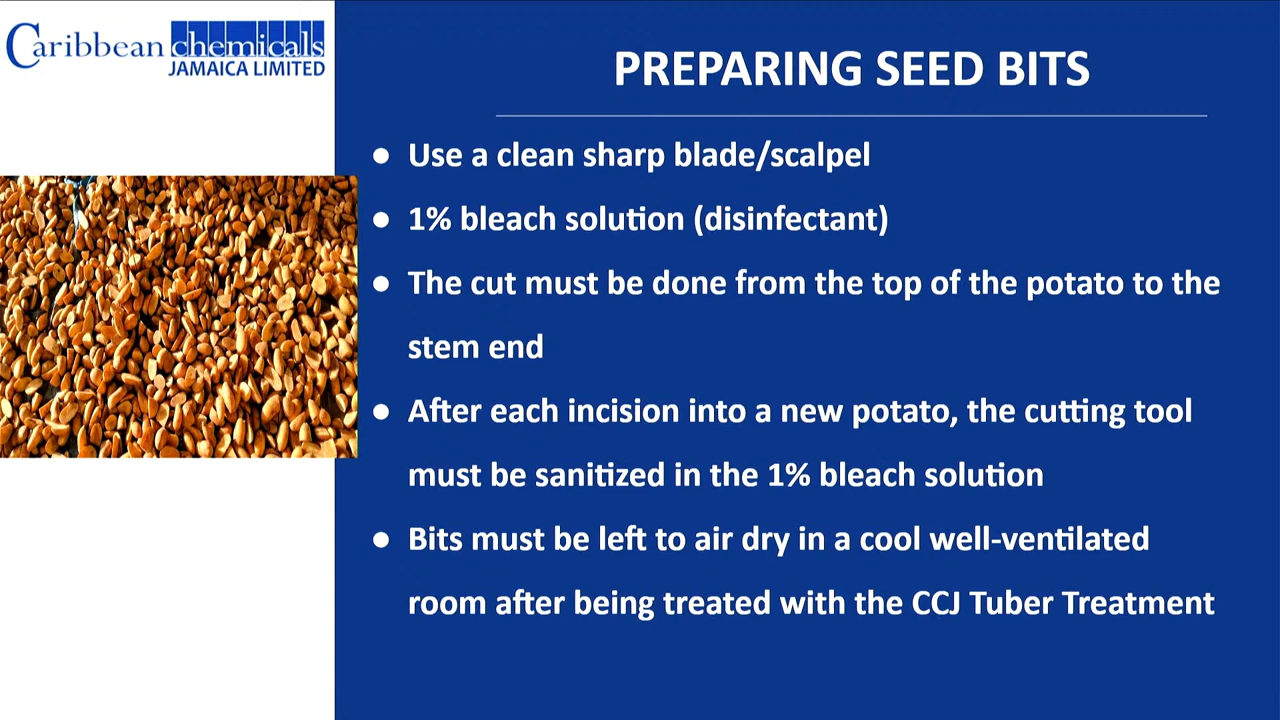 Caribbean chemicals
JAMAICA LIMITED
PREPARING SEED BITS
● Use a clean sharp blade/scalpel
● 1% bleach solution (disinfectant)
● The cut must be done from the top of the potato to the
stem end
● After each incision into a new potato, the cutting tool
must be sanitized in the 1% bleach solution
● Bits must be left to air dry in a cool well-ventilated
room after being treated with the CCJ Tuber Treatment